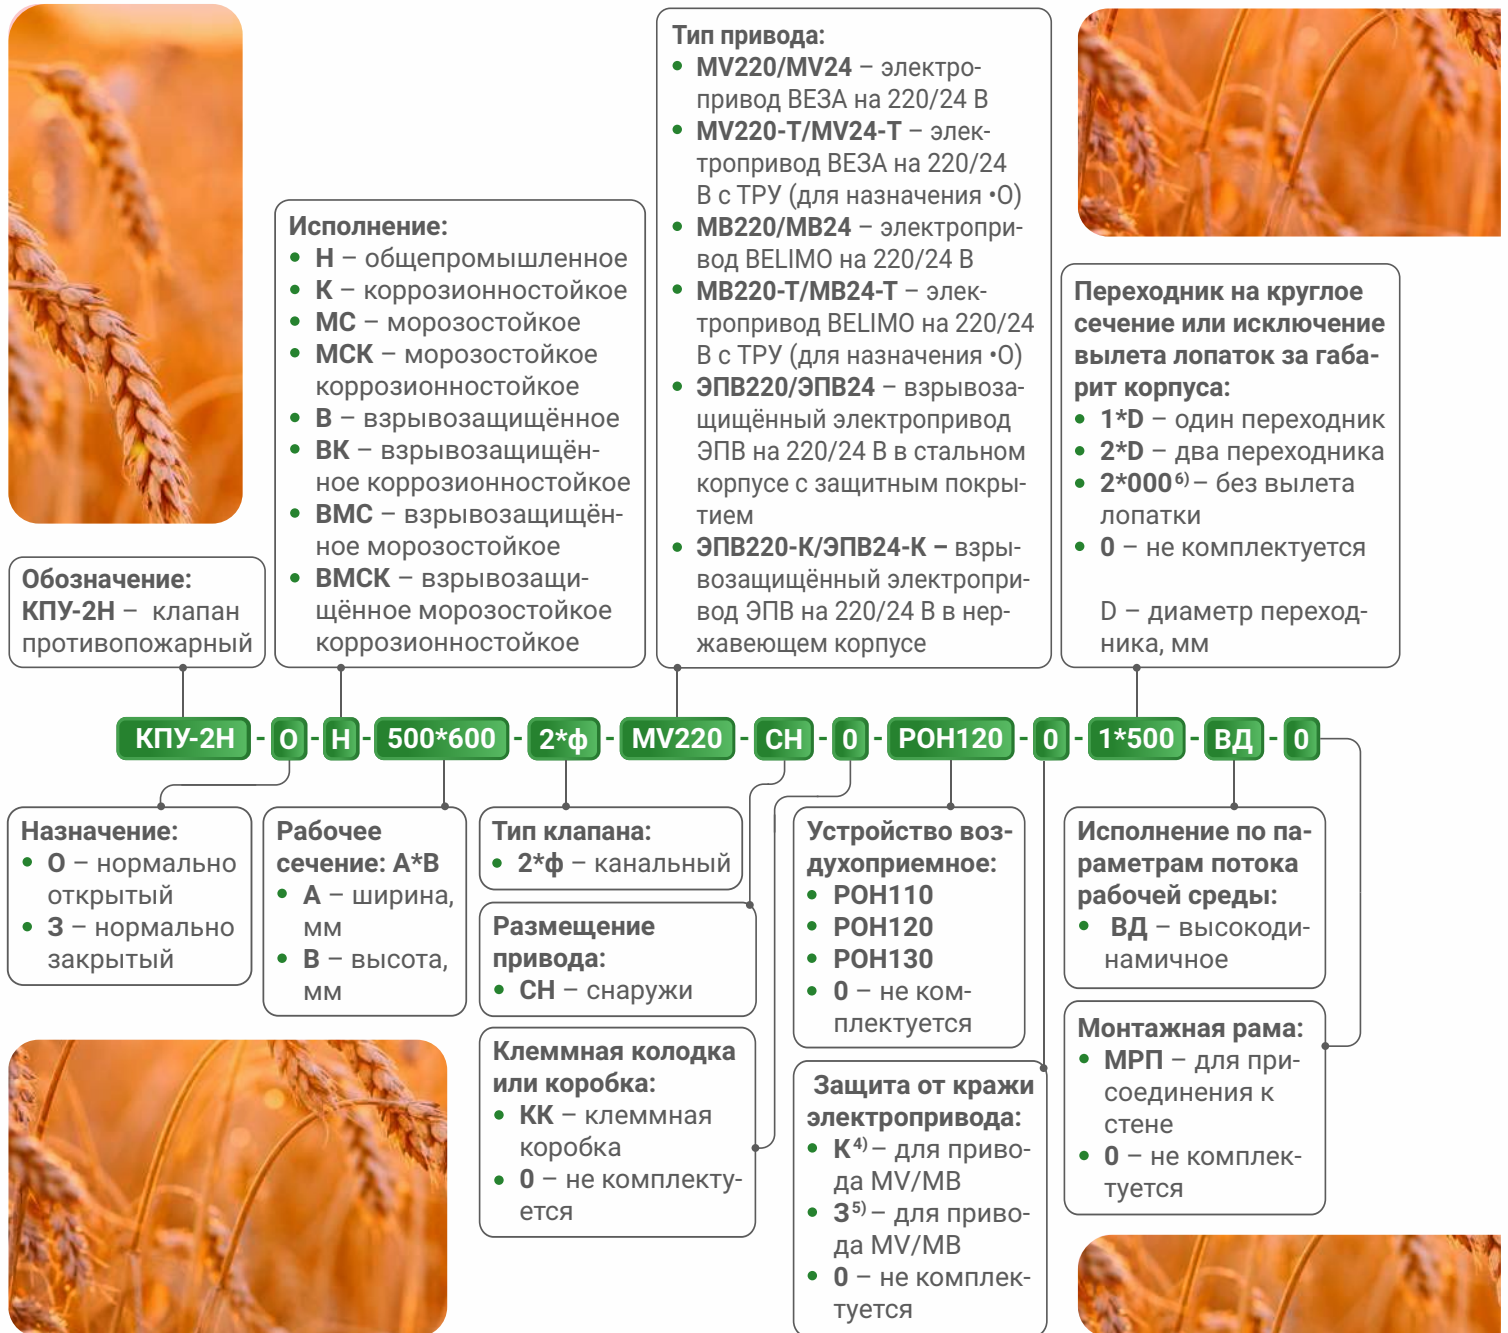 Тип привода:
• MV220/MV24 – электро-
привод ВЕЗА на 220/24 В
• MV220-Т/MV24-Т – элек-
тропривод ВЕЗА на 220/24
В с ТРУ (для назначения •О)
• МВ220/МВ24 – электропри-
вод BELIMO на 220/24 В
• МВ220-Т/МВ24-Т – элек-
тропривод BELIMO на 220/24
В с ТРУ (для назначения •О)
• ЭПВ220/ЭПВ24 – взрывоза-
щищённый электропривод
ЭПВ на 220/24 В в стальном
корпусе с защитным покры-
тием
• ЭПВ220-К/ЭПВ24-К – взры-
возащищённый электропри-
вод ЭПВ на 220/24 В в нер-
жавеющем корпусе
Исполнение:
• Н – общепромышленное
• К – коррозионностойкое
• МС – морозостойкое
• МСК – морозостойкое
коррозионностойкое
• В – взрывозащищённое
• ВК – взрывозащищён-
ное коррозионностойкое
• ВМС – взрывозащищён-
ное морозостойкое
• ВМСК – взрывозащи-
щённое морозостойкое
коррозионностойкое
Переходник на круглое
сечение или исключение
вылета лопаток за габа-
рит корпуса:
• 1*D – один переходник
• 2*D – два переходника
• 2*000⁶⁾ – без вылета
лопатки
• 0 – не комплектуется
D – диаметр переход-
ника, мм
Обозначение:
КПУ-2Н – клапан
противопожарный
КПУ-2Н - О - Н - 500*600 - 2*ф - MV220 - СН - 0 - РОН120 - 0 - 1*500 - ВД - 0
Назначение:
• О – нормально
открытый
• З – нормально
закрытый
Рабочее
сечение: А*В
• А – ширина,
мм
• В – высота,
мм
Тип клапана:
• 2*ф – канальный
Размещение
привода:
• СН – снаружи
Клеммная колодка
или коробка:
• КК – клеммная
коробка
• 0 – не комплекту-
ется
Устройство воз-
духоприемное:
• РОН110
• РОН120
• РОН130
• 0 – не ком-
плектуется
Защита от кражи
электропривода:
• К⁴⁾ – для приво-
да MV/MB
• З⁵⁾ – для приво-
да MV/MB
• 0 – не комплек-
туется
Исполнение по па-
раметрам потока
рабочей среды:
• ВД – высокоди-
намичное
Монтажная рама:
• МРП – для при-
соединения к
стене
• 0 – не комплек-
туется